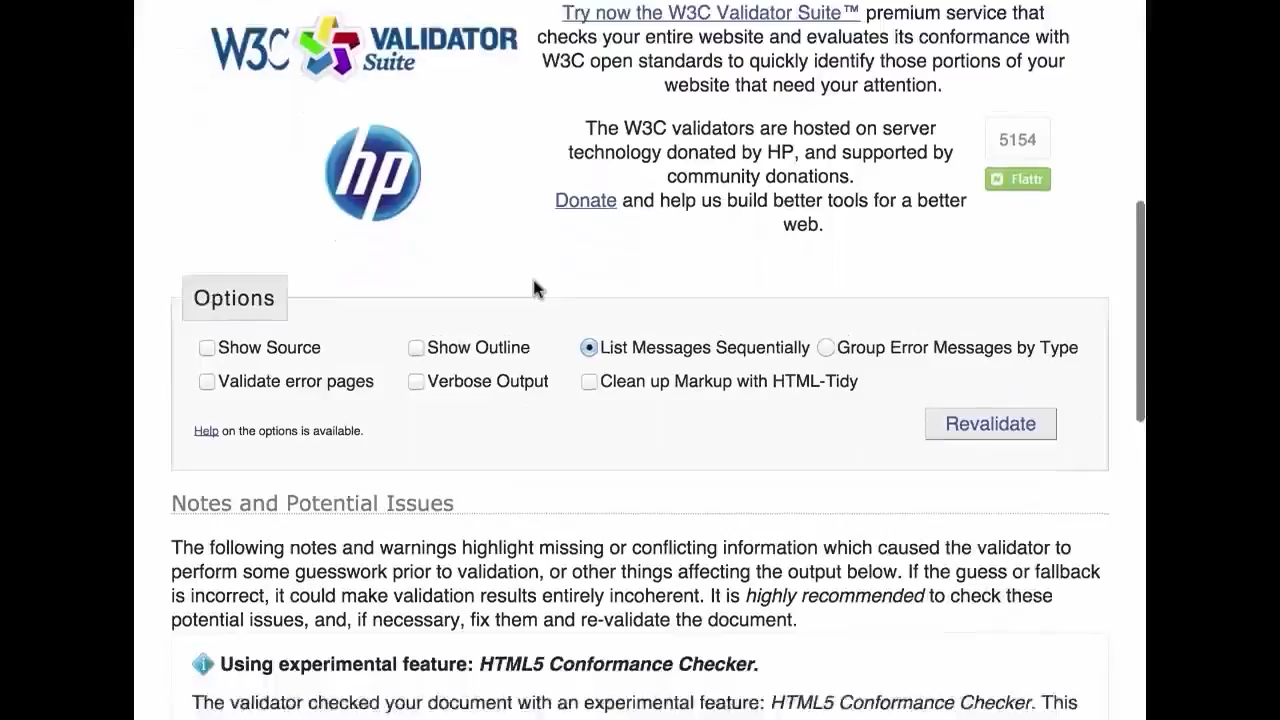 Try now the W3C Validator Suite™ premium service that
checks your entire website and evaluates its conformance with
W3C open standards to quickly identify those portions of your
website that need your attention.
W3C VALIDATOR
Suite
hp
The W3C validators are hosted on server
technology donated by HP, and supported by
community donations.
Donate and help us build better tools for a better
web.
5154
Flattr
Options
Show Source Show Outline List Messages Sequentially Group Error Messages by Type
Validate error pages Verbose Output Clean up Markup with HTML-Tidy
Help on the options is available.
Revalidate
Notes and Potential Issues
The following notes and warnings highlight missing or conflicting information which caused the validator to
perform some guesswork prior to validation, or other things affecting the output below. If the guess or fallback
is incorrect, it could make validation results entirely incoherent. It is highly recommended to check these
potential issues, and, if necessary, fix them and re-validate the document.
Using experimental feature: HTML5 Conformance Checker.
The validator checked your document with an experimental feature: HTML5 Conformance Checker. This